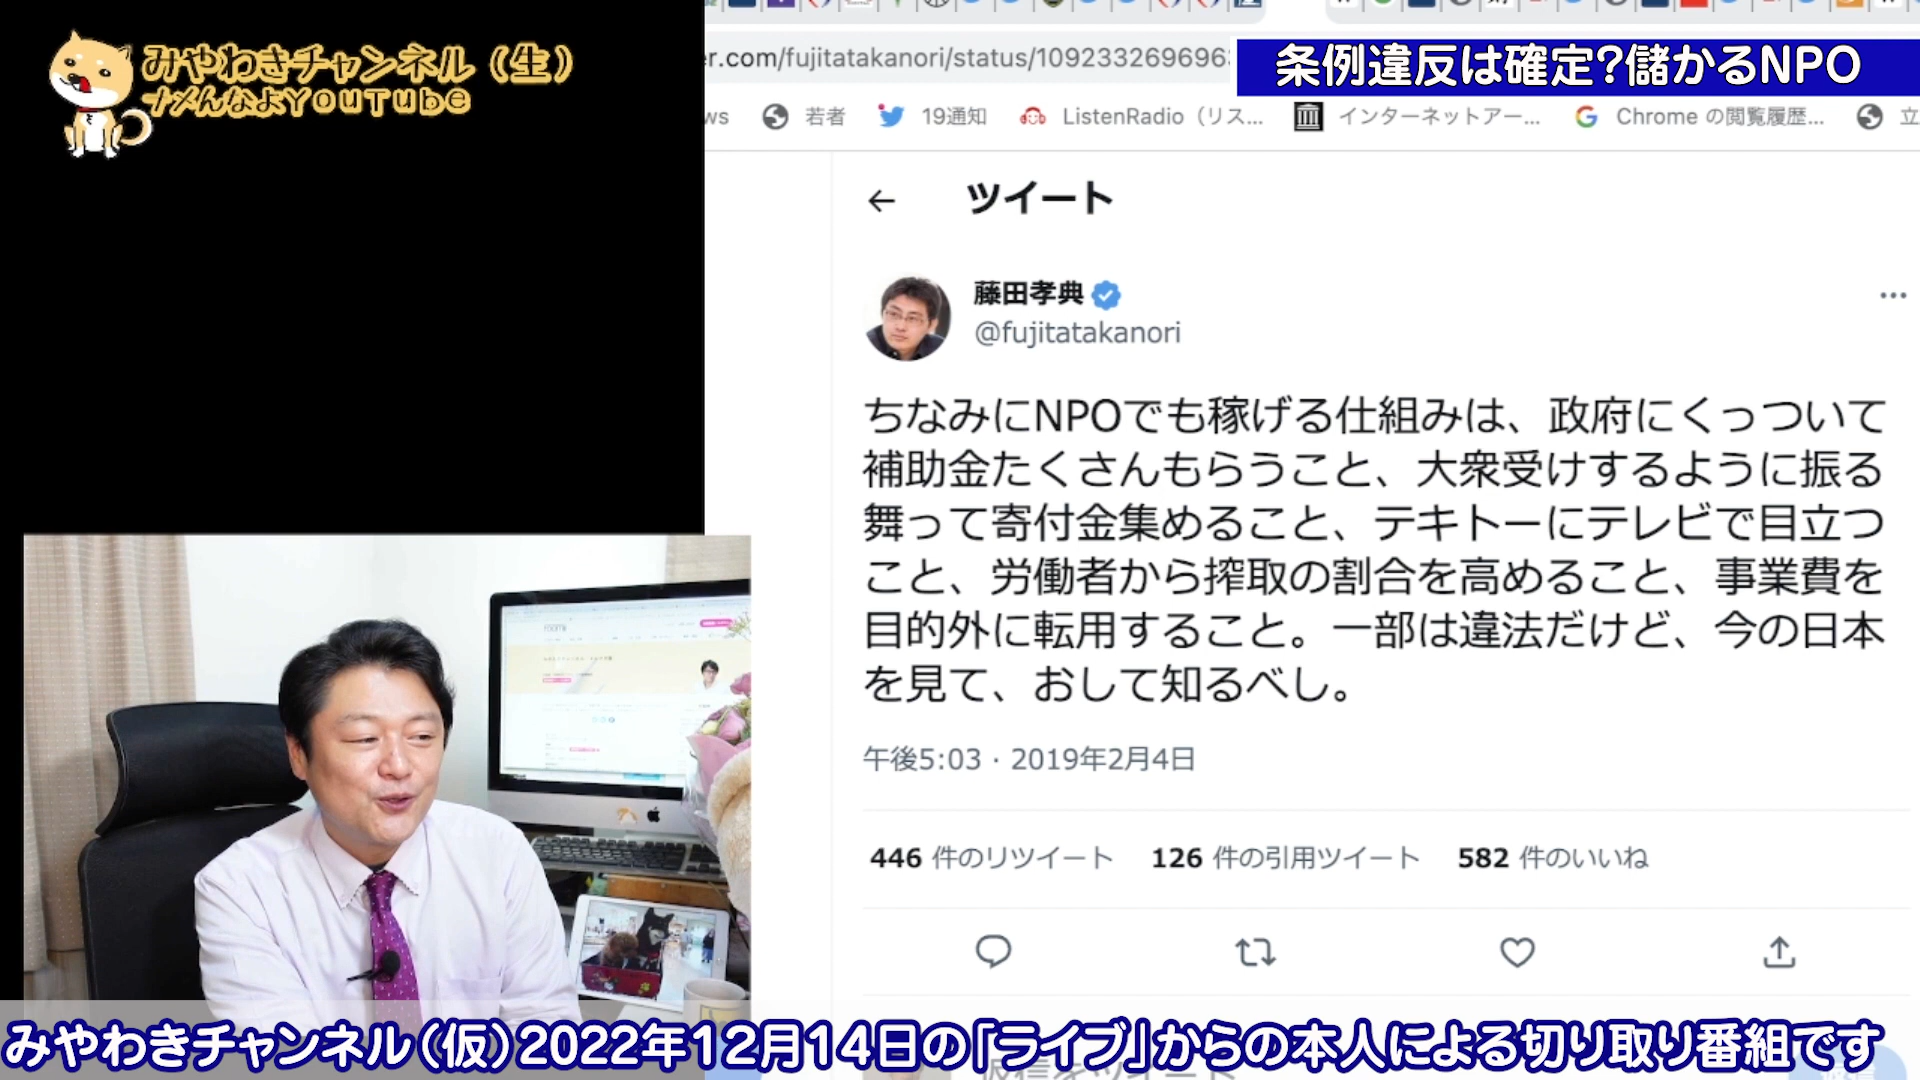 みやわきチャンネル（生）
ナメんなよYouTube
er.com/fujitatakanori/status/109233269696
条例違反は確定?儲かるNPO
ws
若者
19通知
ListenRadio（リス...
インターネットアー...
Chrome の閲覧履歴...
立
← ツイート
藤田孝典
@fujitatakanori
ちなみにNPOでも稼げる仕組みは、政府にくっついて
補助金たくさんもらうこと、大衆受けするように振る
舞って寄付金集めること、テキトーにテレビで目立つ
こと、労働者から搾取の割合を高めること、事業費を
目的外に転用すること。一部は違法だけど、今の日本
を見て、おして知るべし。
午後5:03 · 2019年2月4日
446 件のリツイート 126 件の引用ツイート 582 件のいいね
みやわきチャンネル（仮）2022年12月14日の「ライブ」からの本人による切り取り番組です